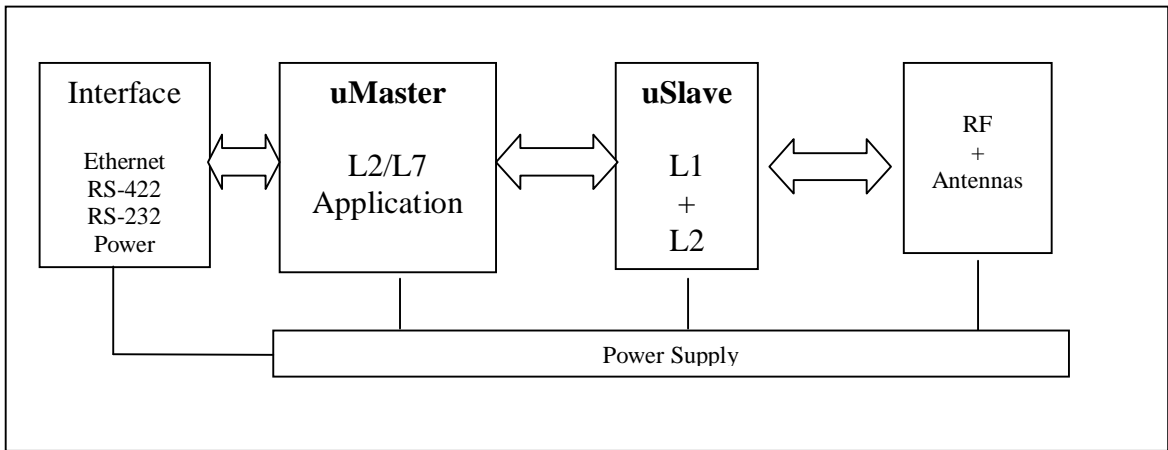 Interface
Ethernet
RS-422
RS-232
Power
uMaster
L2/L7
Application
uSlave
L1
+
L2
RF
+
Antennas
Power Supply